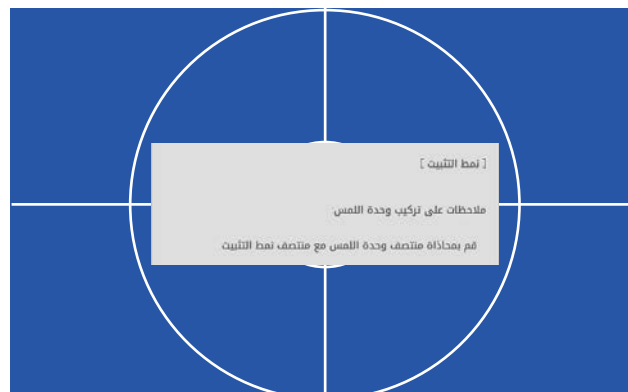 [ نمط التثبيت ]
ملاحظات على تركيب وحدة اللمس:
قم بمحاذاة منتصف وحدة اللمس مع منتصف نمط التثبيت